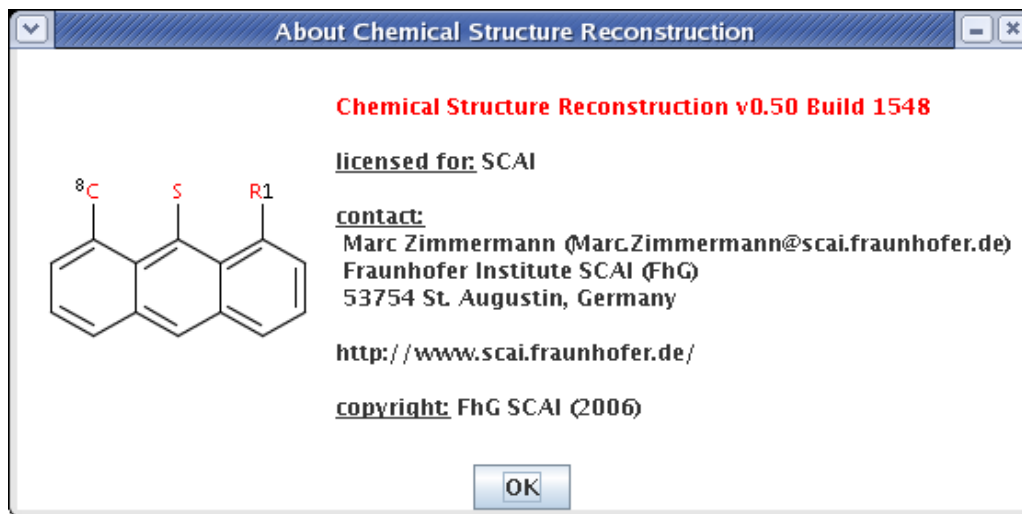 About Chemical Structure Reconstruction
Chemical Structure Reconstruction v0.50 Build 1548
licensed for: SCAI
⁸C S R1
contact:
Marc Zimmermann (Marc.Zimmermann@scai.fraunhofer.de)
Fraunhofer Institute SCAI (FhG)
53754 St. Augustin, Germany
http://www.scai.fraunhofer.de/
copyright: FhG SCAI (2006)
OK